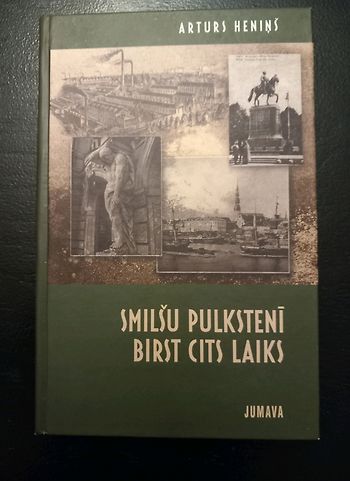 ARTURS HENIŅŠ
SMILŠU PULKSTENĪ
BIRST CITS LAIKS
JUMAVA